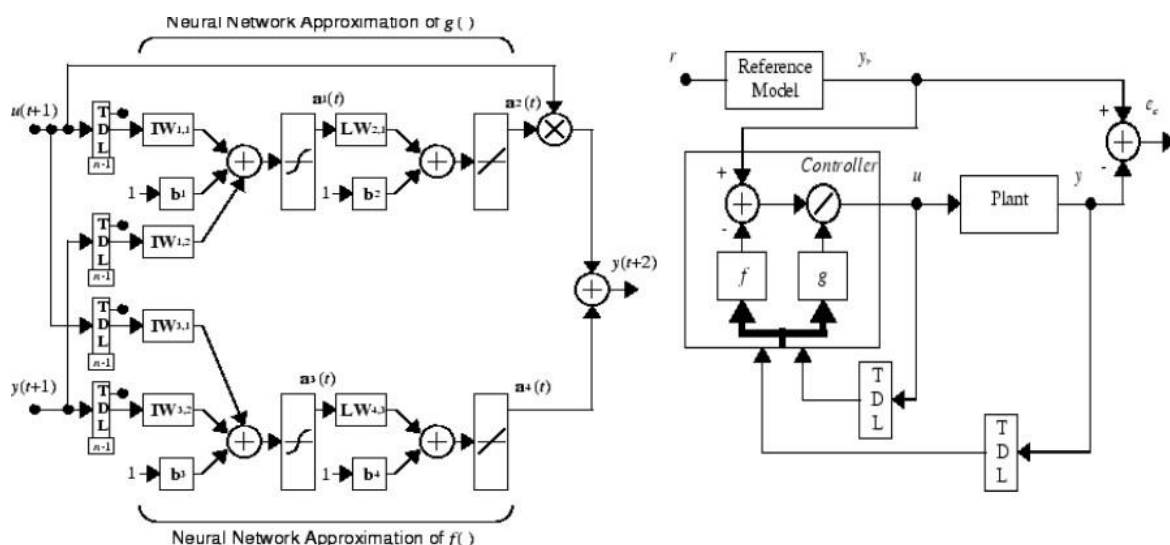 Neural Network Approximation of g( )
u(t+1)
T
D
L
n-1
IW1,1
1
b1
a1(t)
LW2,1
1
b2
a2(t)
T
D
L
n-1
IW1,2
T
D
L
n-1
IW3,1
y(t+1)
T
D
L
n-1
IW3,2
1
b3
a3(t)
LW4,3
1
b4
a4(t)
y(t+2)
Neural Network Approximation of f()
r
Reference
Model
yr
+
-
ec
Controller
+
-
f
g
u
Plant
y
T
D
L
T
D
L